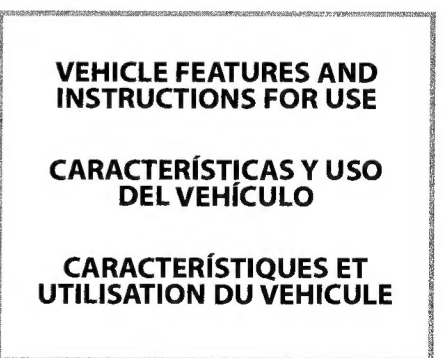 VEHICLE FEATURES AND
INSTRUCTIONS FOR USE
CARACTERÍSTICAS Y USO
DEL VEHÍCULO
CARACTERÍSTIQUES ET
UTILISATION DU VEHICULE